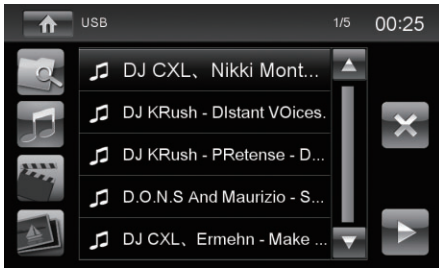 USB 1/5 00:25
DJ CXL、Nikki Mont...
DJ KRush - DIstant VOices.
DJ KRush - PRetense - D...
D.O.N.S And Maurizio - S...
DJ CXL、Ermehn - Make ...